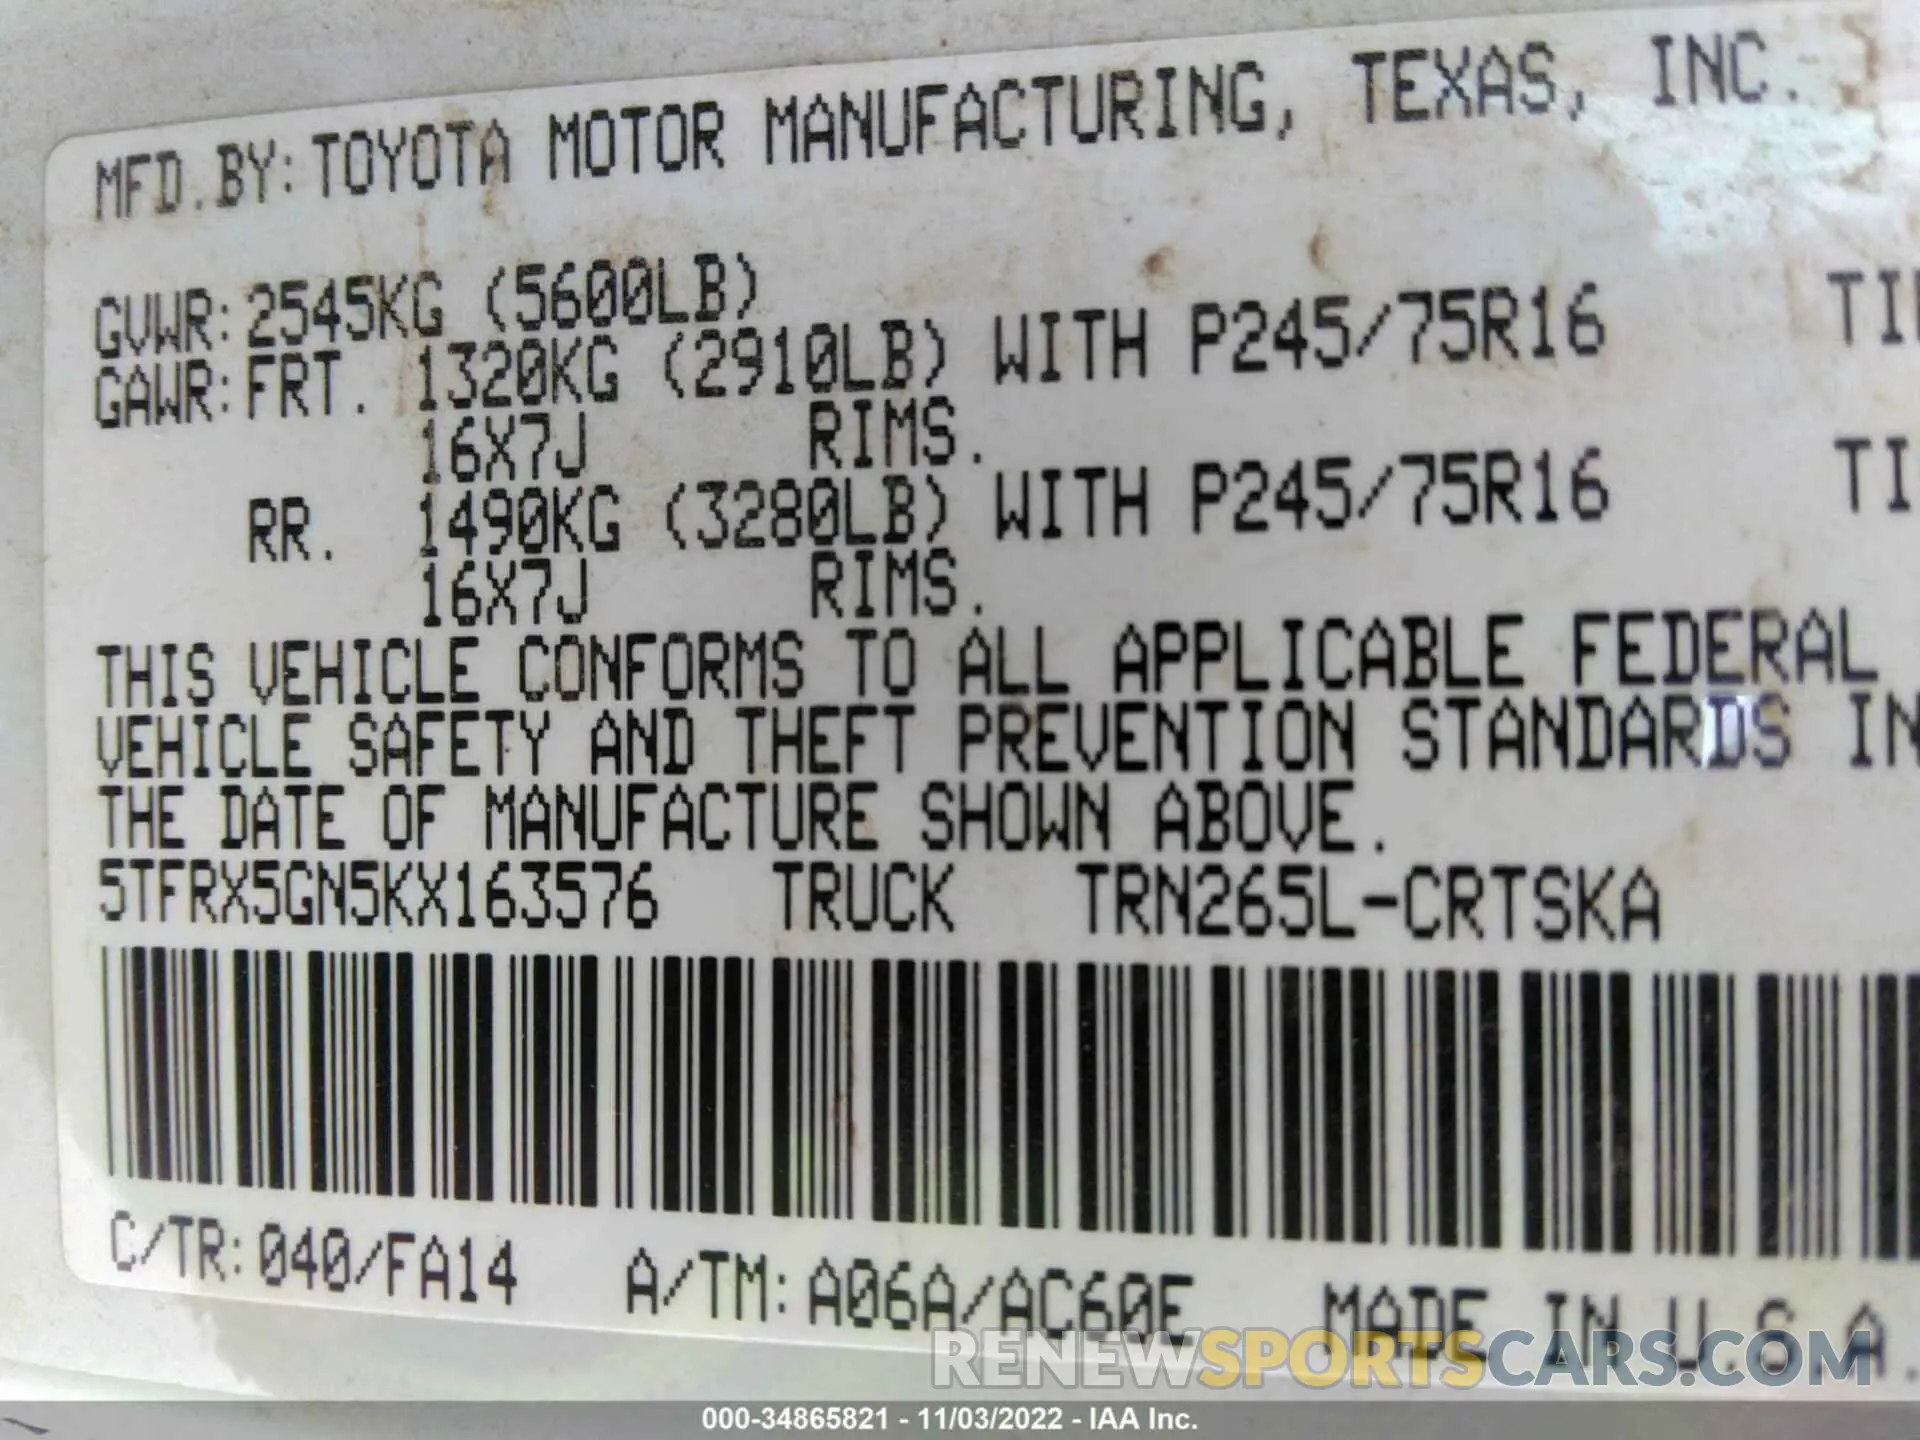 MFD.BY:TOYOTA MOTOR MANUFACTURING, TEXAS, INC.
GVWR:2545KG (5600LB)
GAWR:FRT. 1320KG (2910LB) WITH P245/75R16
16X7J RIMS.
RR. 1490KG (3280LB) WITH P245/75R16
16X7J RIMS.
THIS VEHICLE CONFORMS TO ALL APPLICABLE FEDERAL
VEHICLE SAFETY AND THEFT PREVENTION STANDARDS IN
THE DATE OF MANUFACTURE SHOWN ABOVE.
5TFRX5GN5KX163576 TRUCK TRN265L-CRTSKA
C/TR:040/FA14 A/TM:A06A/AC60E MADE IN U.S.A.
RENEWSPORTSCARS.COM
000-34865821 - 11/03/2022 - IAA Inc.